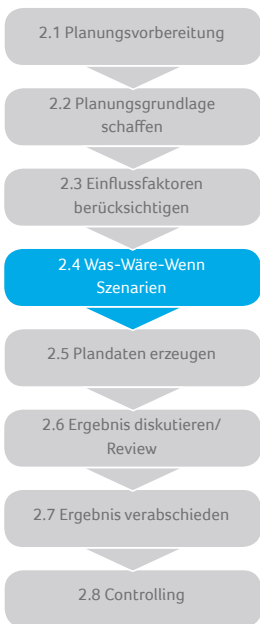 2.1 Planungsvorbereitung
2.2 Planungsgrundlage
schaffen
2.3 Einflussfaktoren
berücksichtigen
2.4 Was-Wäre-Wenn
Szenarien
2.5 Plandaten erzeugen
2.6 Ergebnis diskutieren/
Review
2.7 Ergebnis verabschieden
2.8 Controlling